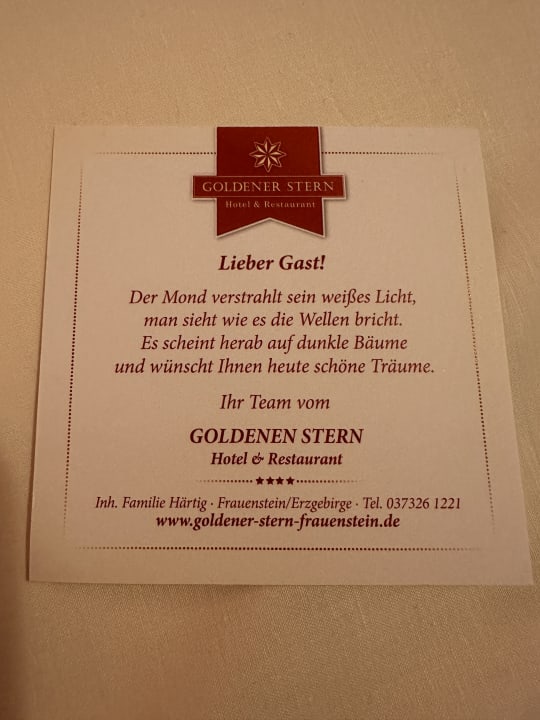 GOLDENER STERN
Hotel & Restaurant
Lieber Gast!
Der Mond verstrahlt sein weißes Licht,
man sieht wie es die Wellen bricht.
Es scheint herab auf dunkle Bäume
und wünscht Ihnen heute schöne Träume.
Ihr Team vom
GOLDENEN STERN
Hotel & Restaurant
Inh. Familie Härtig · Frauenstein/Erzgebirge · Tel. 037326 1221
www.goldener-stern-frauenstein.de